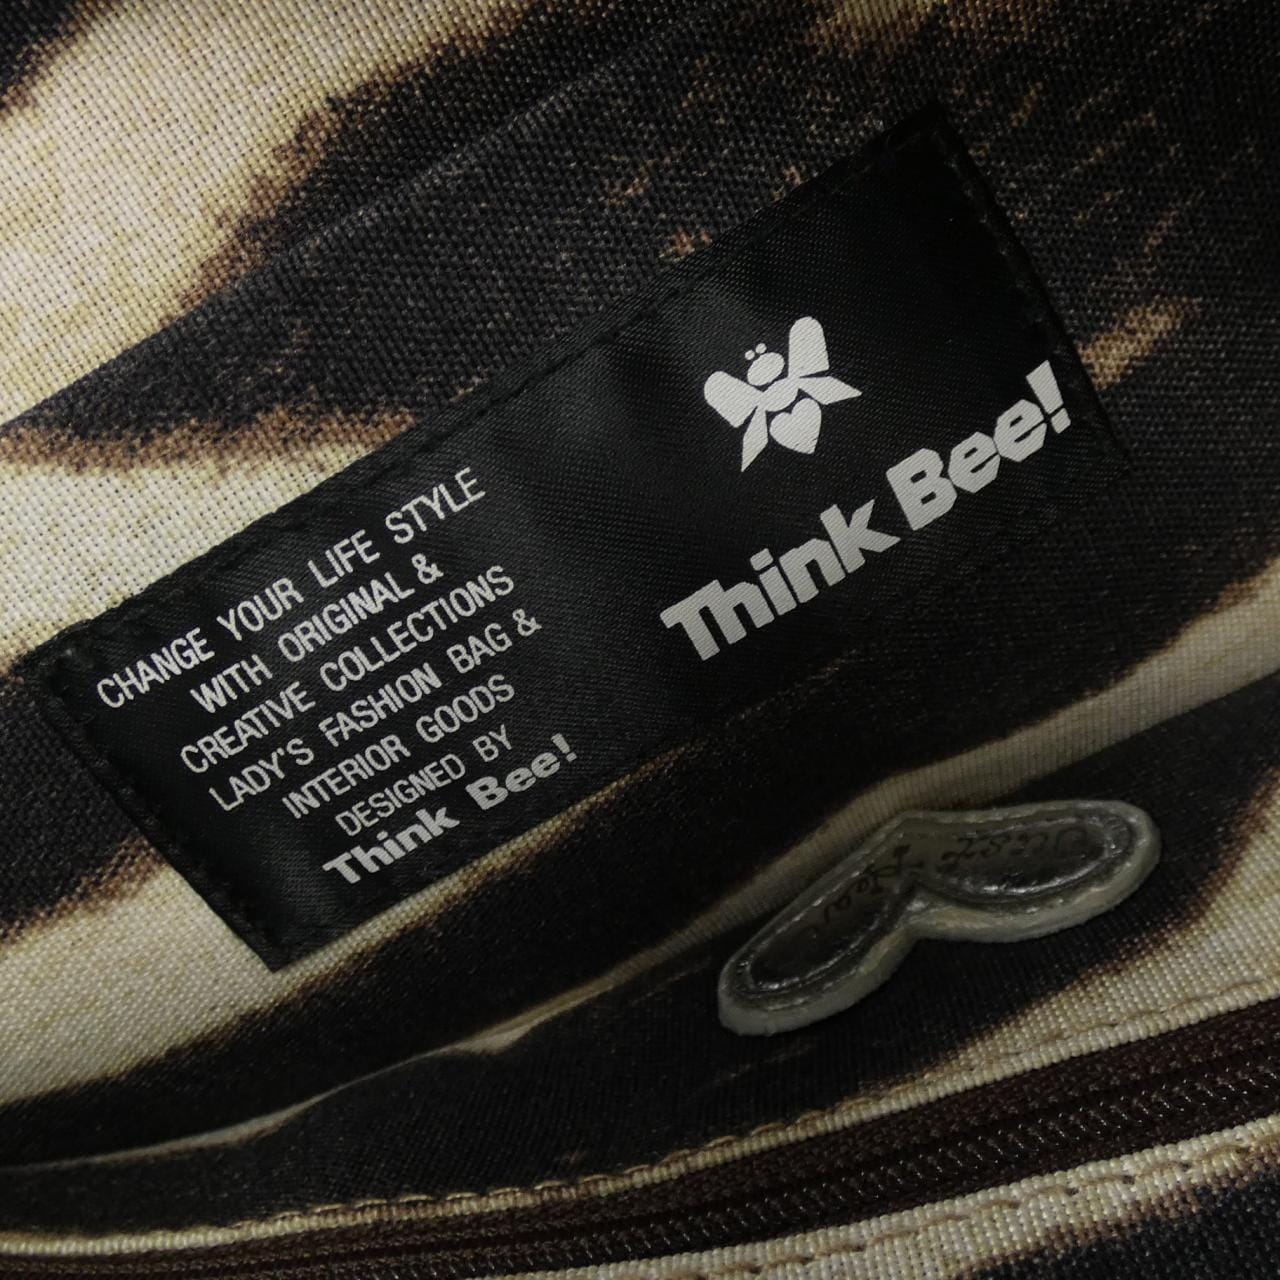 CHANGE YOUR LIFE STYLE
WITH ORIGINAL &
CREATIVE COLLECTIONS
LADY'S FASHION BAG &
INTERIOR GOODS
DESIGNED BY
Think Bee!
Think Bee!